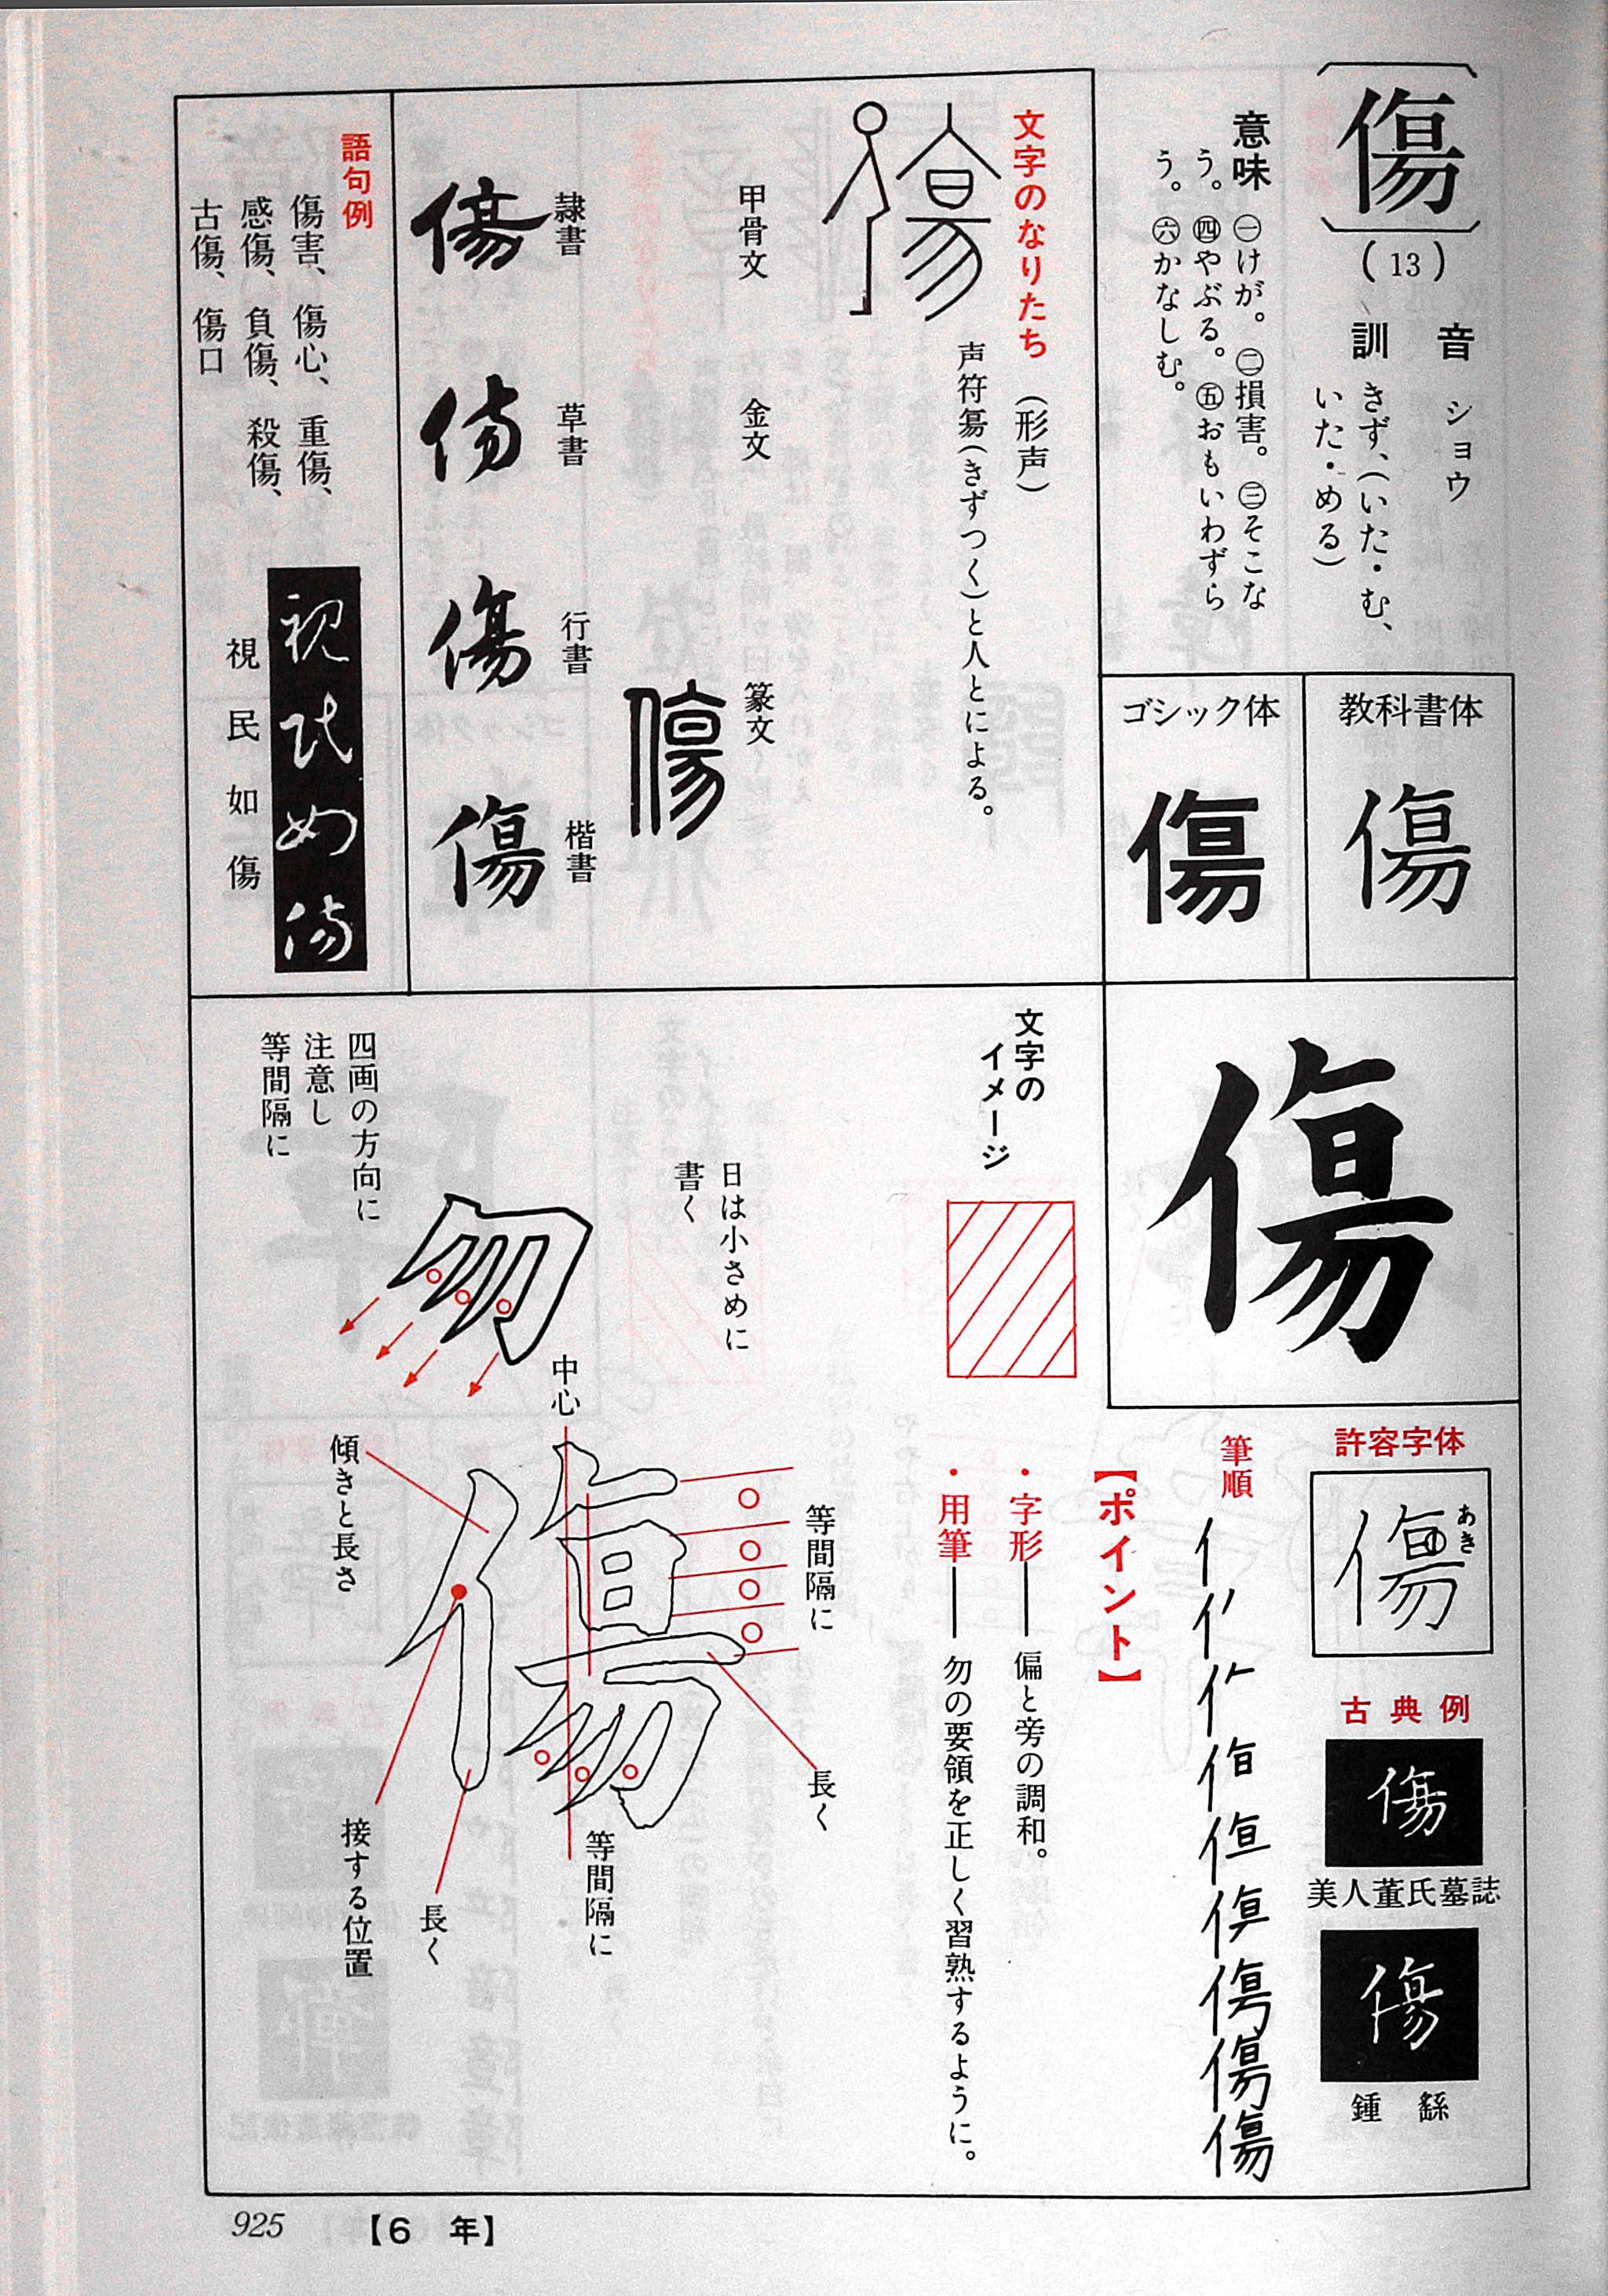 傷
(13)
音 ショウ
訓 きず、(いた・む、
いた・める)
意味 ㊀けが。㊁損害。㊂そこな
う。㊃やぶる。㊄おもいわずら
う。㊅かなしむ。
教科書体
傷
ゴシック体
傷
文字のなりたち (形声)
声符昜(きずつく)と人とによる。
甲骨文
金文
篆文
傷
隷書
傷
草書
傷
行書
傷
楷書
傷
語句例
傷害、傷心、重傷、
感傷、負傷、殺傷、
古傷、傷口
視民如傷
視民如傷
傷
許容字体
傷
あき
古典例
傷
美人董氏墓誌
傷
鍾繇
筆順
傷
【ポイント】
・字形——偏と旁の調和。
・用筆——勿の要領を正しく習熟するように。
文字の
イメージ
日は小さめに
書く
四画の方向に
注意し
等間隔に
勿
中心
傷
等間隔に
長く
等間隔に
傾きと長さ
長く
接する位置
925
【6 年】